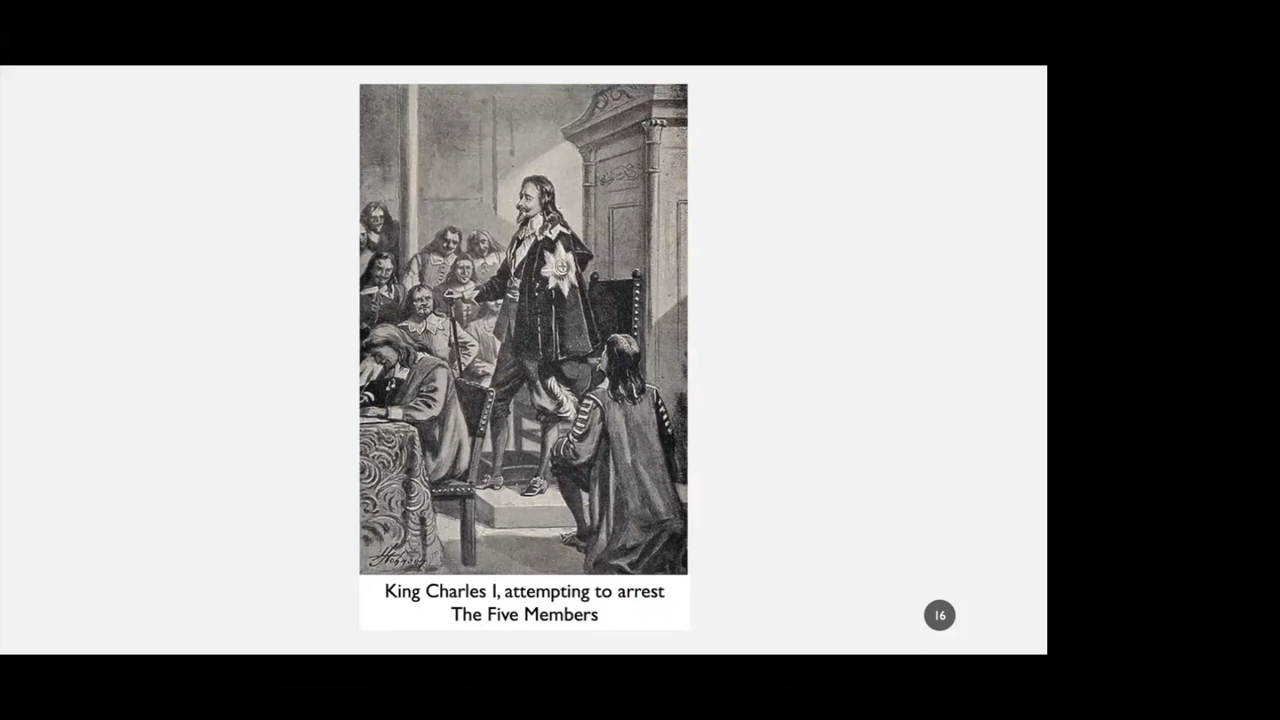 King Charles I, attempting to arrest
The Five Members
16